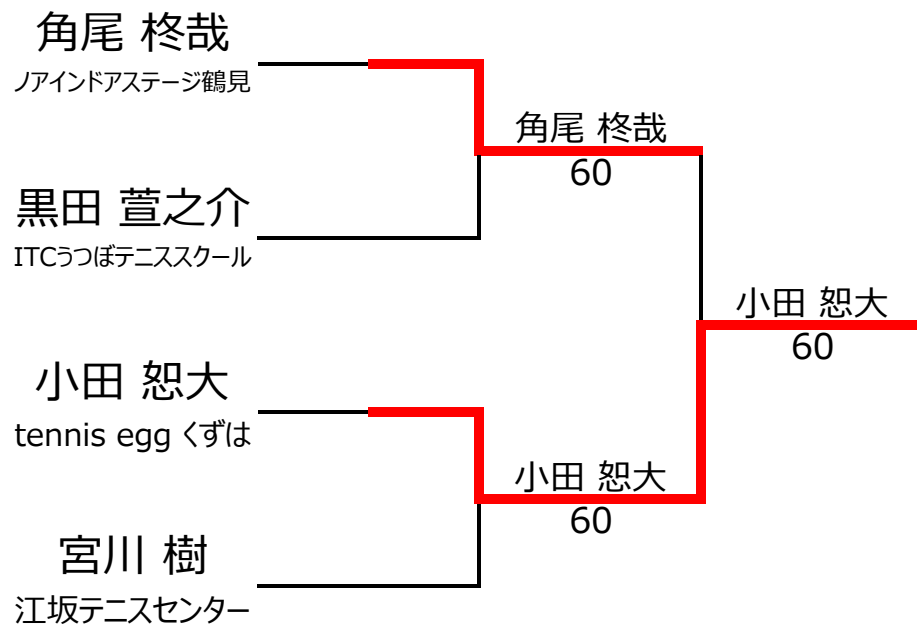 角尾 柊哉
ノアインドアステージ鶴見
角尾 柊哉
60
黒田 萱之介
ITCうつぼテニススクール
小田 恕大
60
小田 恕大
tennis egg くずは
小田 恕大
60
宮川 樹
江坂テニスセンター